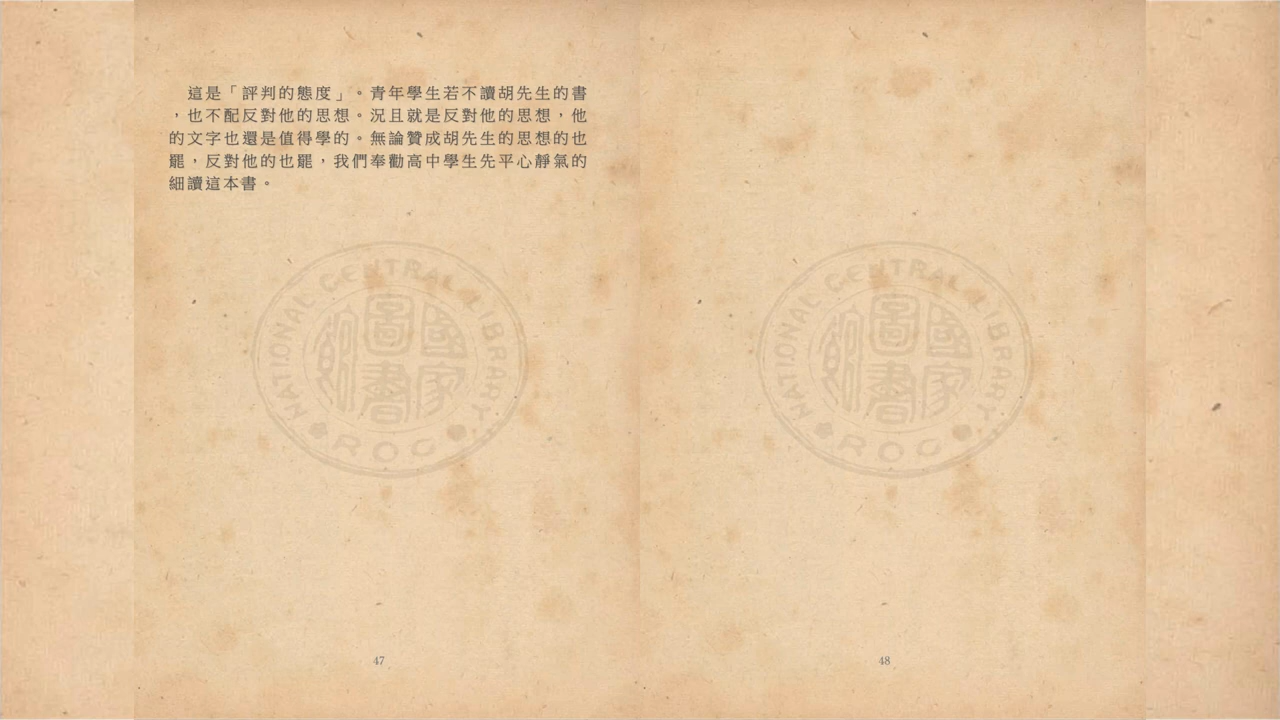 這是「評判的態度」。青年學生若不讀胡先生的書
，也不配反對他的思想。況且就是反對他的思想，他
的文字也還是值得學的。無論贊成胡先生的思想的也
罷，反對他的也罷，我們奉勸高中學生先平心靜氣的
細讀這本書。
NATIONAL CENTRAL LIBRARY
國家圖書館
ROC
47
NATIONAL CENTRAL LIBRARY
國家圖書館
ROC
48